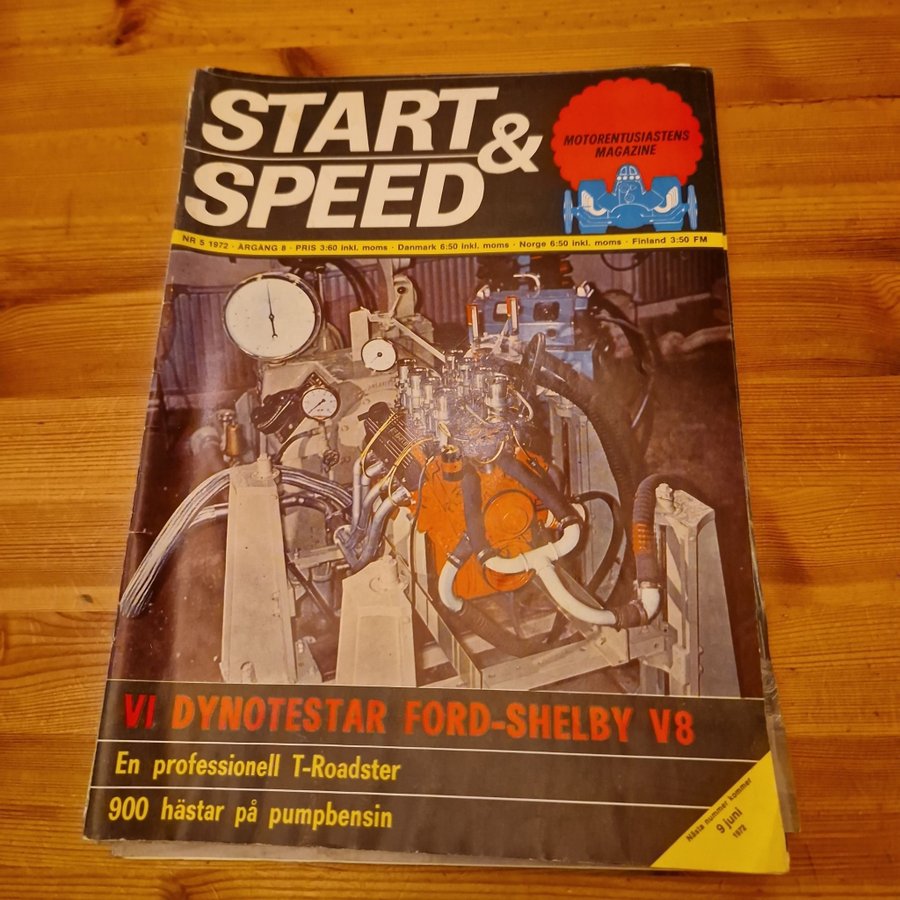 START
&
SPEED
MOTORENTUSIASTENS
MAGAZINE
NR 5 1972 · ÅRGÅNG 8 · PRIS 3:60 inkl. moms · Danmark 6:50 inkl. moms · Norge 6:50 inkl. moms · Finland 3:50 FM
VI DYNOTESTAR FORD-SHELBY V8
En professionell T-Roadster
900 hästar på pumpbensin
Nästa nummer kommer
9 juni
1972